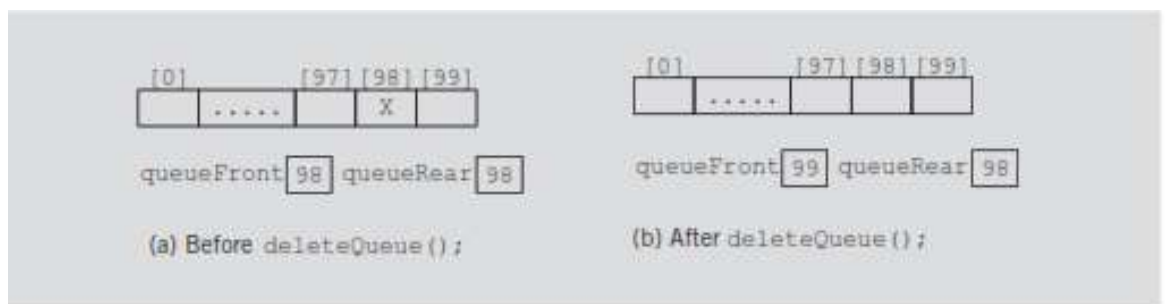 [0] [97] [98] [99]
..... X
queueFront 98 queueRear 98
(a) Before deleteQueue();
[0] [97] [98] [99]
.....
queueFront 99 queueRear 98
(b) After deleteQueue();